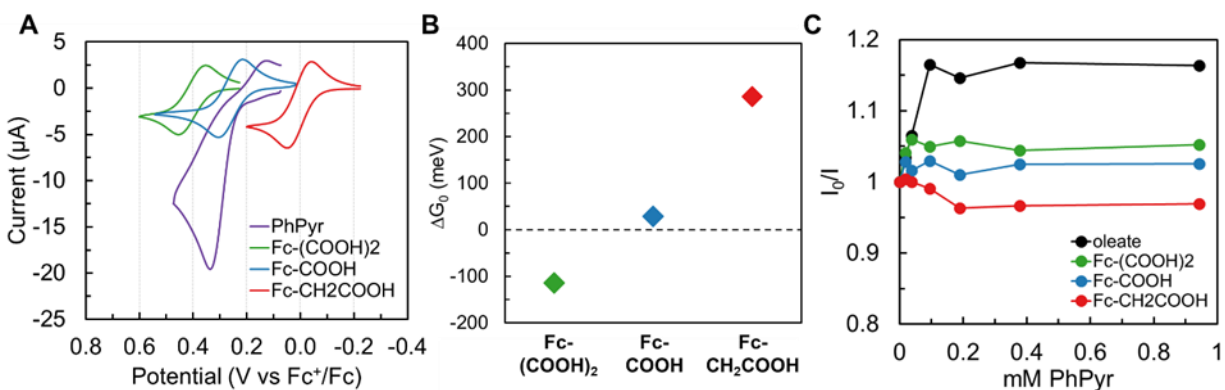 A
5
0
-5
-10
-15
-20
-25
Current (µA)
PhPyr
Fc-(COOH)2
Fc-COOH
Fc-CH2COOH
0.8 0.6 0.4 0.2 0.0 -0.2 -0.4
Potential (V vs Fc⁺/Fc)
B
400
300
200
100
0
-100
-200
ΔG₀ (meV)
Fc-
(COOH)₂
Fc-
COOH
Fc-
CH₂COOH
C
1.2
1.1
1
0.9
0.8
I₀/I
oleate
Fc-(COOH)2
Fc-COOH
Fc-CH2COOH
0 0.2 0.4 0.6 0.8 1
mM PhPyr